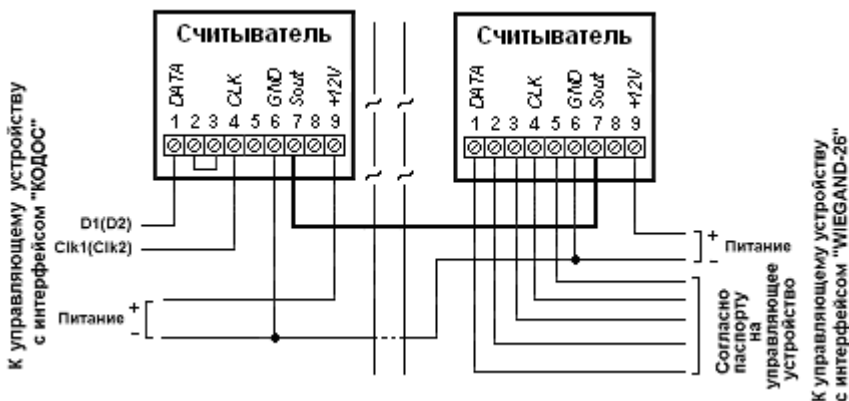 Считыватель
DATA CLK GND Sout +12V
1 2 3 4 5 6 7 8 9
D1(D2)
Clk1(Clk2)
Питание + −
К управляющему устройству
с интерфейсом "КОДОС"
Считыватель
DATA CLK GND Sout +12V
1 2 3 4 5 6 7 8 9
+ − Питание
Согласно
паспорту
на
управляющее
устройство
К управляющему устройству
с интерфейсом "WIEGAND-26"